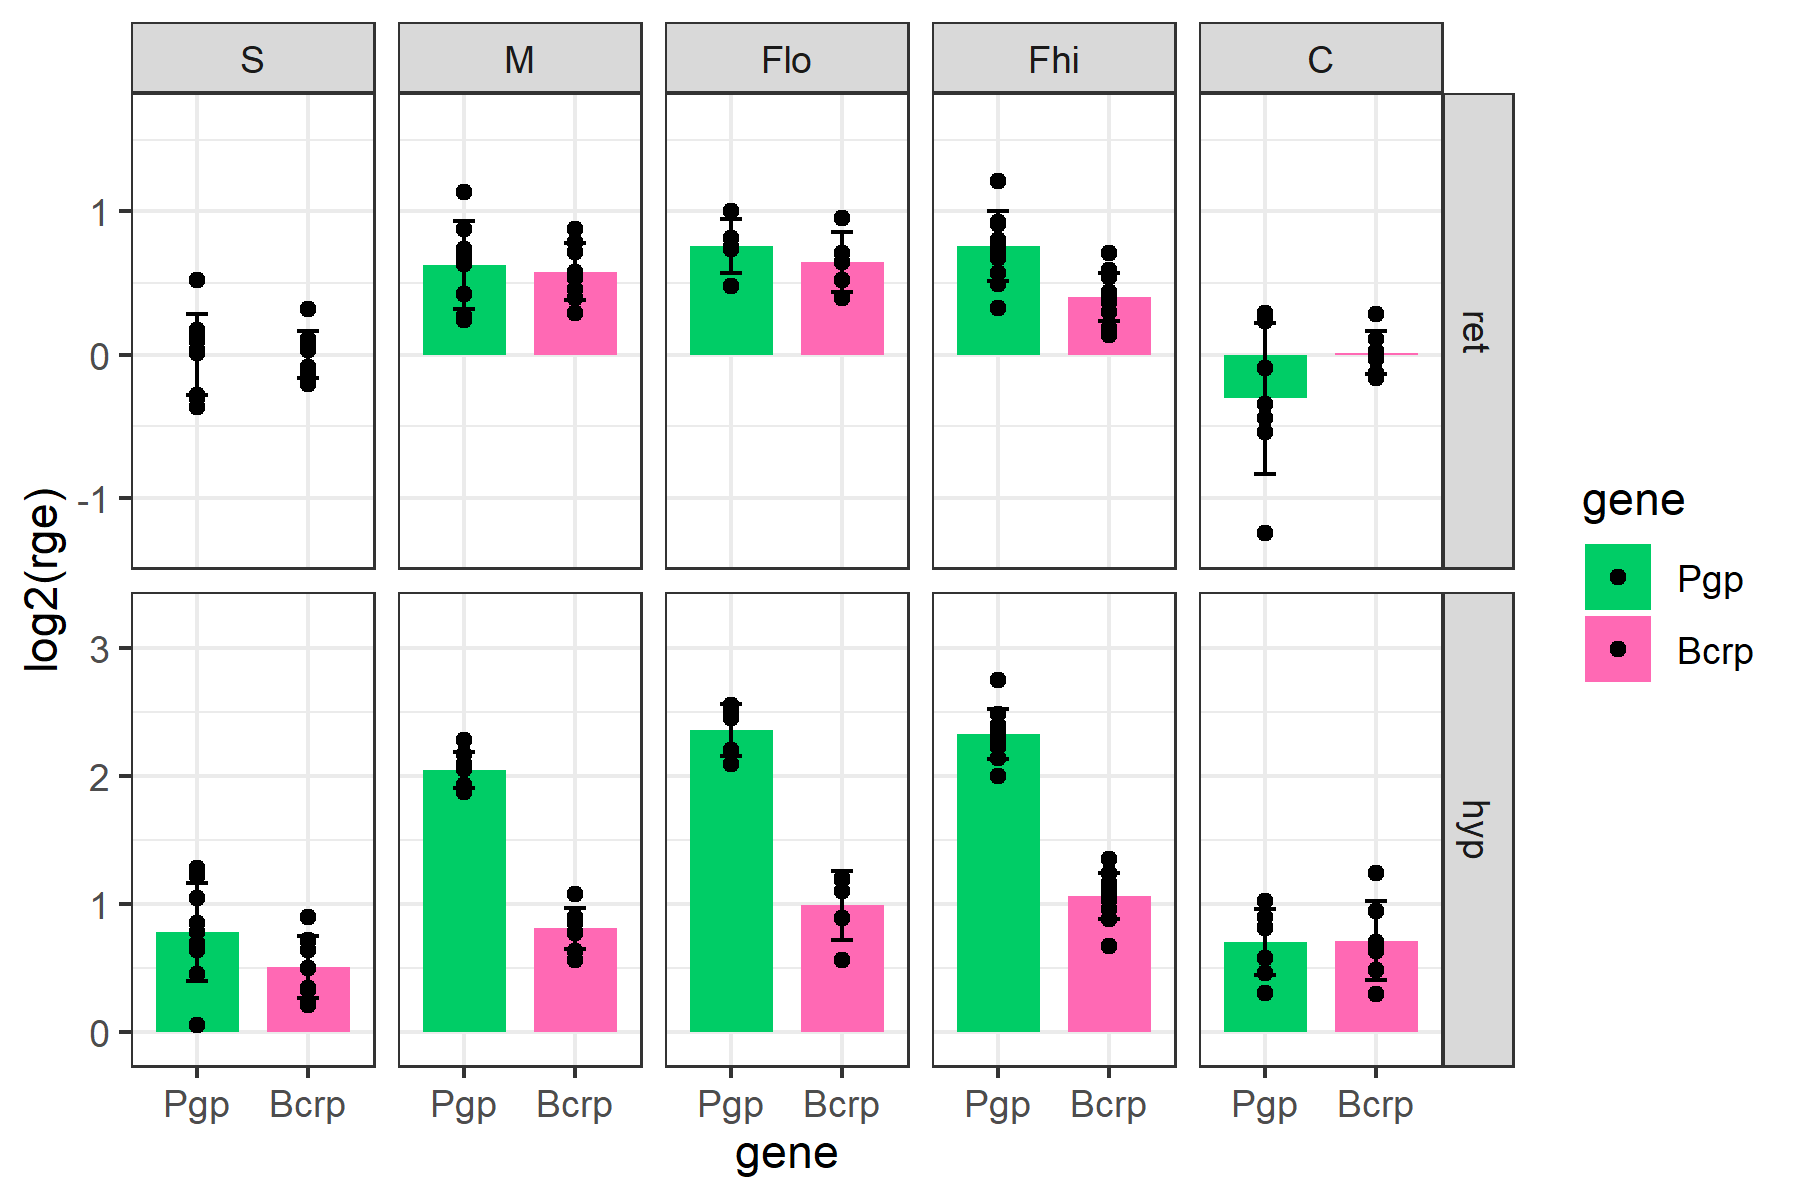 S M Flo Fhi C
1
0
-1
ret
log2(rge)
3
2
1
0
hyp
Pgp Bcrp Pgp Bcrp Pgp Bcrp Pgp Bcrp Pgp Bcrp
gene
gene
Pgp
Bcrp